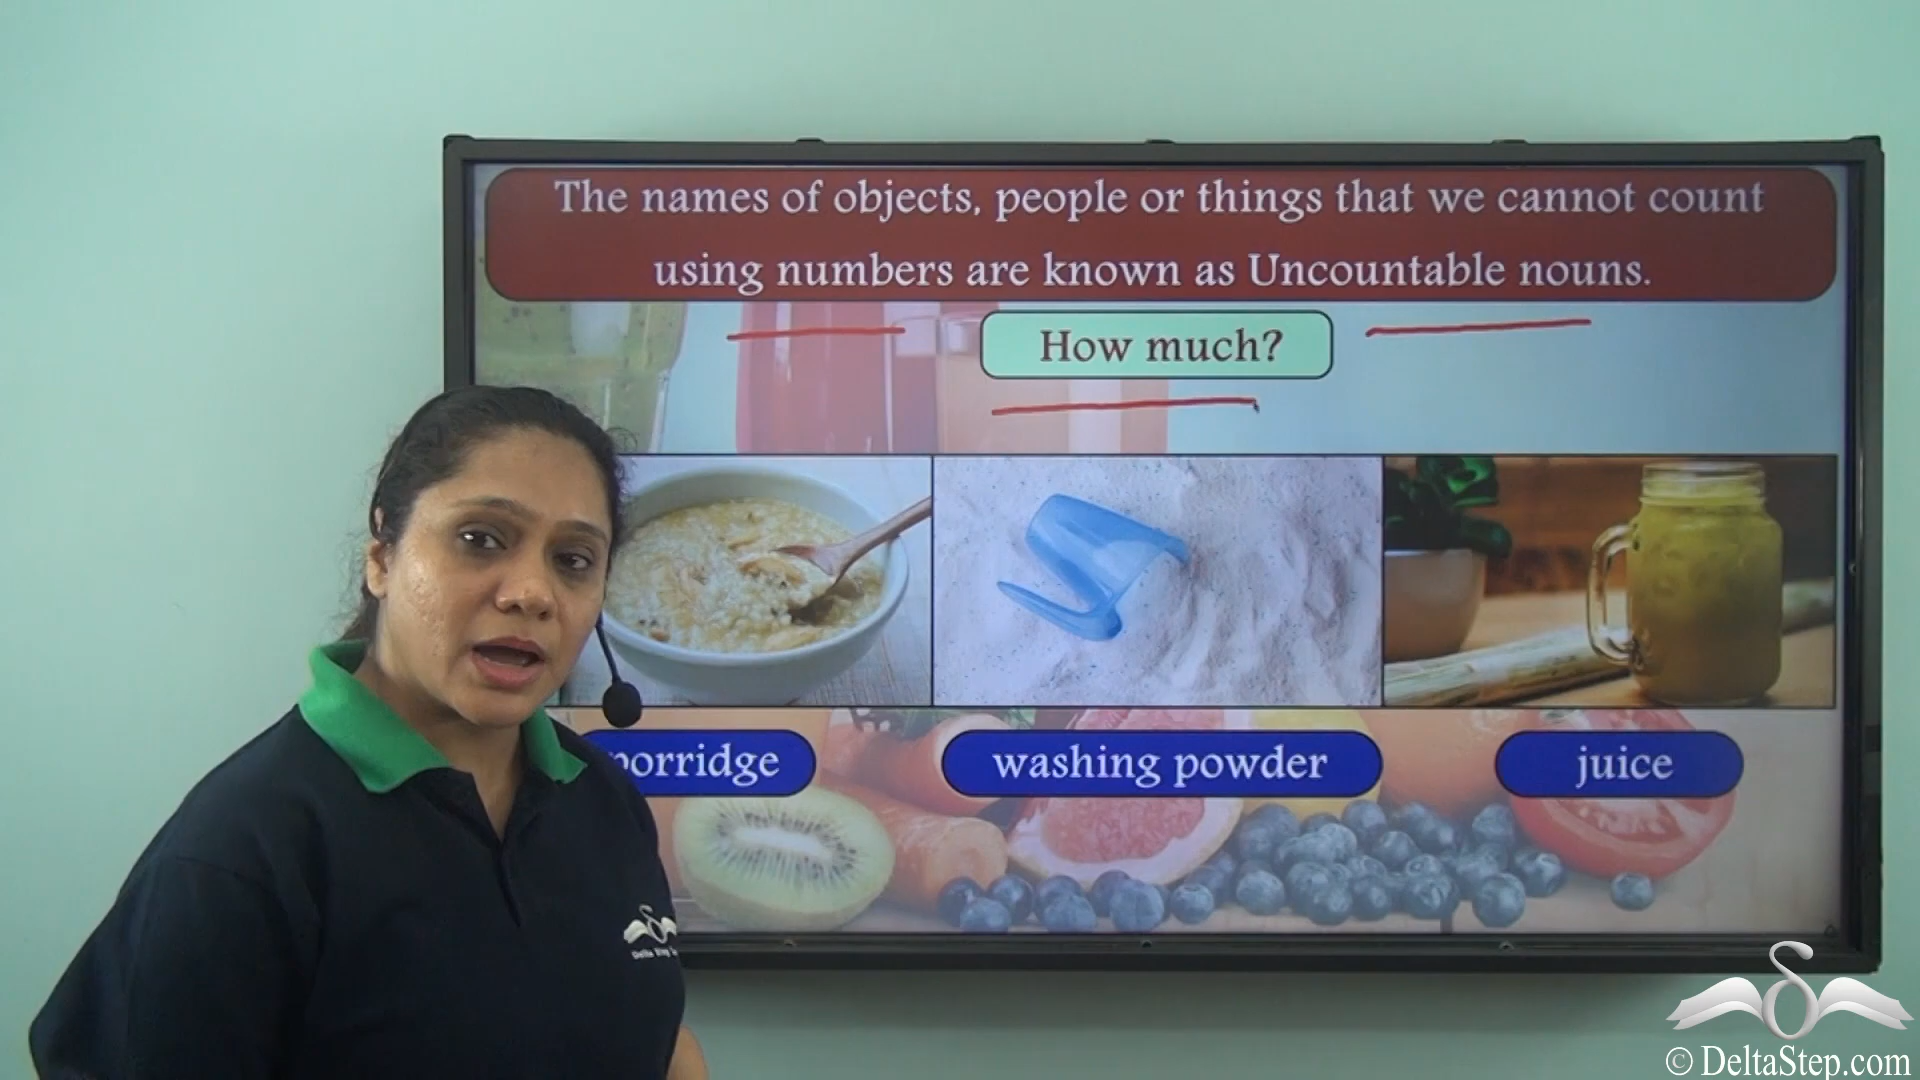 The names of objects, people or things that we cannot count
using numbers are known as Uncountable nouns.
How much?
porridge
washing powder
juice
© DeltaStep.com